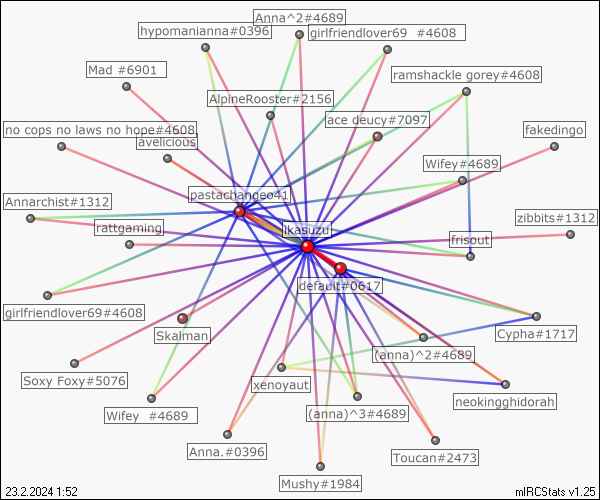 Anna^2#4689
hypomanianna#0396
girlfriendlover69 #4608
Mad #6901
ramshackle gorey#4608
AlpineRooster#2156
ace deucy#7097
no cops no laws no hope#4608
avelicious
fakedingo
Wifey#4689
pastachangeo41
Annarchist#1312
zibbits#1312
rattgaming
ikasuzu
frisout
default#0617
girlfriendlover69#4608
Skalman
Cypha#1717
(anna)^2#4689
Soxy Foxy#5076
xenoyaut
neokingghidorah
Wifey #4689
(anna)^3#4689
Anna.#0396
Toucan#2473
Mushy#1984
23.2.2024 1:52
mIRCStats v1.25